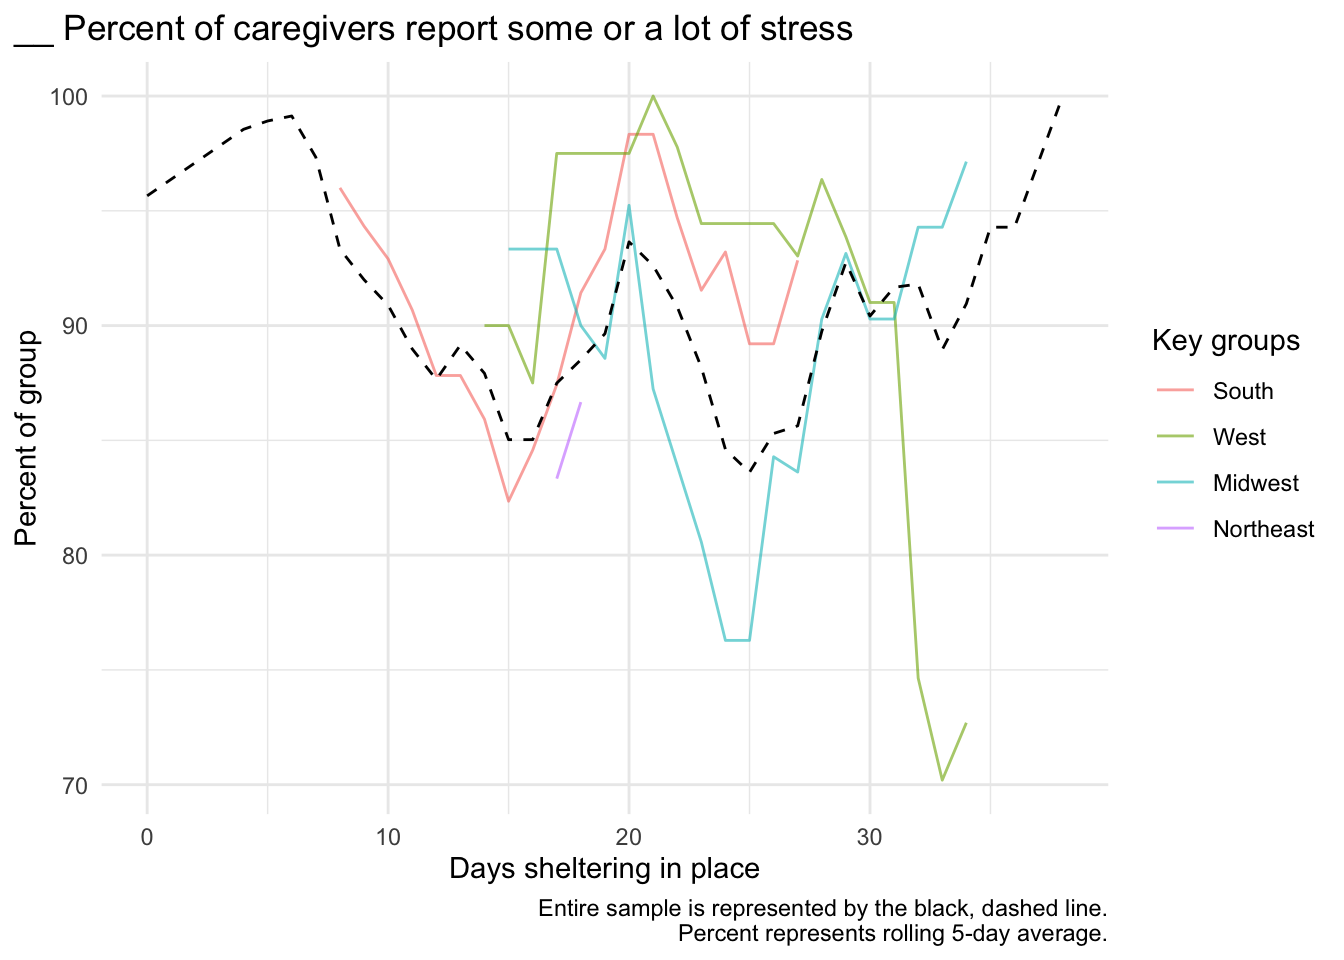 __ Percent of caregivers report some or a lot of stress
Percent of group
100
90
80
70
0
10
20
30
Days sheltering in place
Key groups
South
West
Midwest
Northeast
Entire sample is represented by the black, dashed line.
Percent represents rolling 5-day average.